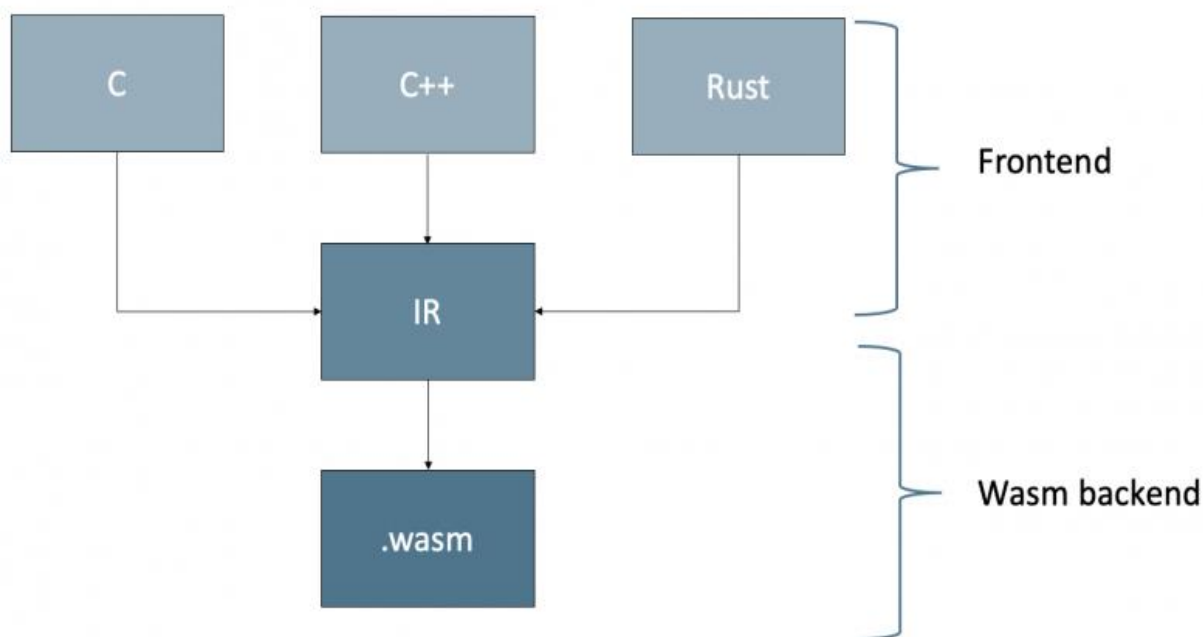 C
C++
Rust
Frontend
IR
Wasm backend
.wasm